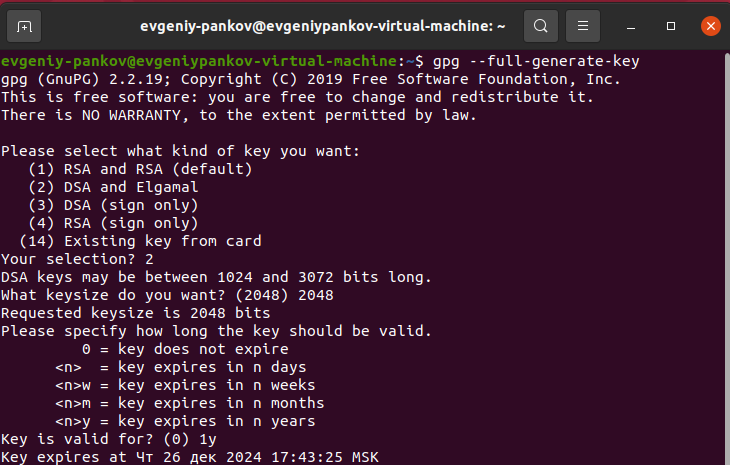 evgeniy-pankov@evgeniypankov-virtual-machine: ~
evgeniy-pankov@evgeniypankov-virtual-machine:~$ gpg --full-generate-key
gpg (GnuPG) 2.2.19; Copyright (C) 2019 Free Software Foundation, Inc.
This is free software: you are free to change and redistribute it.
There is NO WARRANTY, to the extent permitted by law.

Please select what kind of key you want:
   (1) RSA and RSA (default)
   (2) DSA and Elgamal
   (3) DSA (sign only)
   (4) RSA (sign only)
  (14) Existing key from card
Your selection? 2
DSA keys may be between 1024 and 3072 bits long.
What keysize do you want? (2048) 2048
Requested keysize is 2048 bits
Please specify how long the key should be valid.
         0 = key does not expire
      <n>  = key expires in n days
      <n>w = key expires in n weeks
      <n>m = key expires in n months
      <n>y = key expires in n years
Key is valid for? (0) 1y
Key expires at Чт 26 дек 2024 17:43:25 MSK